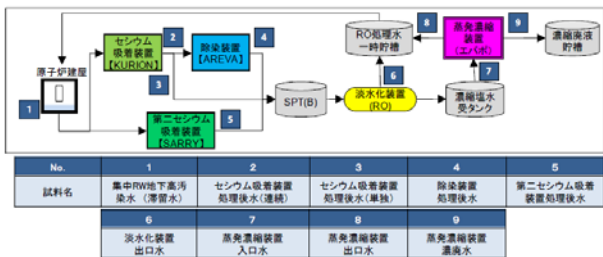 セシウム
吸着装置
【KURION】
2
除染装置
【AREVA】
4
RO処理水
一時貯槽
8
蒸発濃縮
装置
(エバポ)
9
濃縮廃液
貯槽
原子炉建屋
1
3
6
7
SPT(B)
淡水化装置
(RO)
濃縮塩水
受タンク
第二セシウム
吸着装置
【SARRY】
5
No. 1 2 3 4 5
試料名 集中RW地下高汚染水(滞留水) セシウム吸着装置処理後水(連続) セシウム吸着装置処理後水(単独) 除染装置処理後水 第二セシウム吸着装置処理後水
6 7 8 9
淡水化装置出口水 蒸発濃縮装置入口水 蒸発濃縮装置出口水 蒸発濃縮装置濃廃水